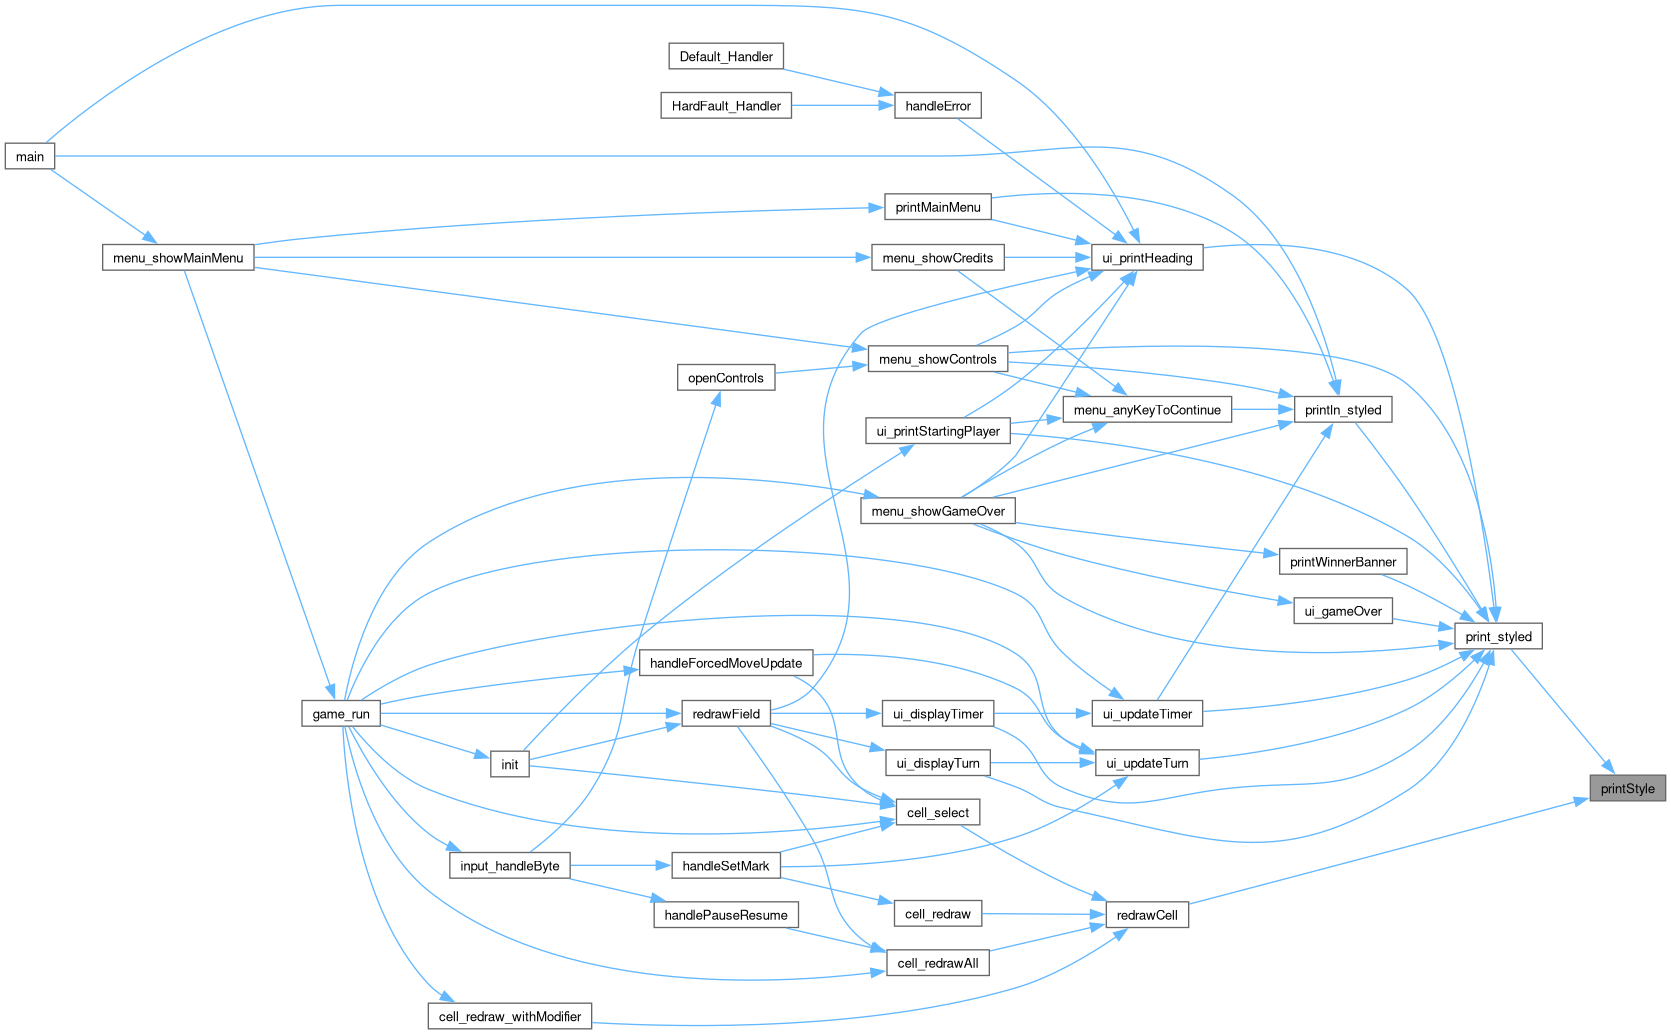 Default_Handler
HardFault_Handler
handleError
main
printMainMenu
menu_showMainMenu
menu_showCredits
ui_printHeading
menu_showControls
openControls
menu_anyKeyToContinue
println_styled
ui_printStartingPlayer
menu_showGameOver
printWinnerBanner
ui_gameOver
print_styled
handleForcedMoveUpdate
game_run
redrawField
ui_displayTimer
ui_updateTimer
init
ui_displayTurn
ui_updateTurn
printStyle
cell_select
input_handleByte
handleSetMark
handlePauseResume
cell_redraw
redrawCell
cell_redrawAll
cell_redraw_withModifier